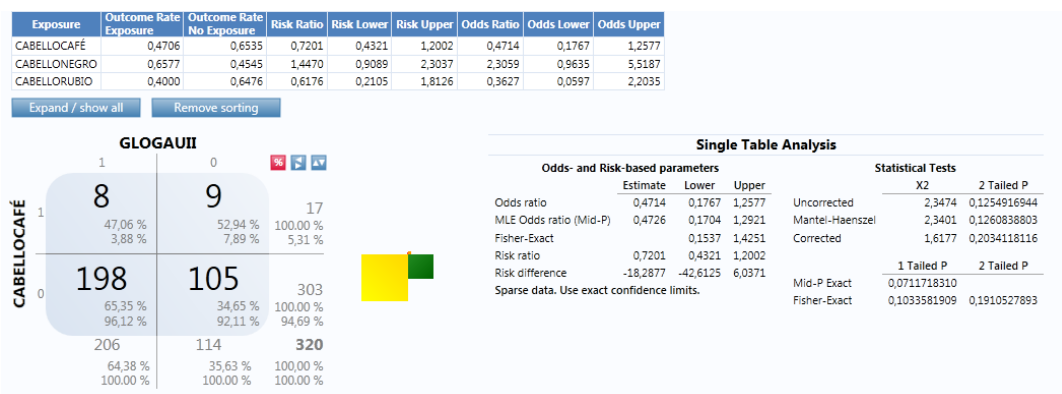 Exposure Outcome Rate Exposure Outcome Rate No Exposure Risk Ratio Risk Lower Risk Upper Odds Ratio Odds Lower Odds Upper
CABELLOCAFÉ 0,4706 0,6535 0,7201 0,4321 1,2002 0,4714 0,1767 1,2577
CABELLONEGRO 0,6577 0,4545 1,4470 0,9089 2,3037 2,3059 0,9635 5,5187
CABELLORUBIO 0,4000 0,6476 0,6176 0,2105 1,8126 0,3627 0,0597 2,2035
Expand / show all Remove sorting
GLOGAUII
1 0 %
CABELLOCAFÉ
1 8 9 17
47,06 % 52,94 % 100.00 %
3,88 % 7,89 % 5,31 %
0 198 105 303
65,35 % 34,65 % 100.00 %
96,12 % 92,11 % 94,69 %
206 114 320
64,38 % 35,63 % 100,00 %
100.00 % 100.00 % 100.00 %
Single Table Analysis
Odds- and Risk-based parameters
Estimate Lower Upper
Odds ratio 0,4714 0,1767 1,2577
MLE Odds ratio (Mid-P) 0,4726 0,1704 1,2921
Fisher-Exact 0,1537 1,4251
Risk ratio 0,7201 0,4321 1,2002
Risk difference -18,2877 -42,6125 6,0371
Sparse data. Use exact confidence limits.
Statistical Tests
X2 2 Tailed P
Uncorrected 2,3474 0,1254916944
Mantel-Haenszel 2,3401 0,1260838803
Corrected 1,6177 0,2034118116
1 Tailed P 2 Tailed P
Mid-P Exact 0,0711718310
Fisher-Exact 0,1033581909 0,1910527893